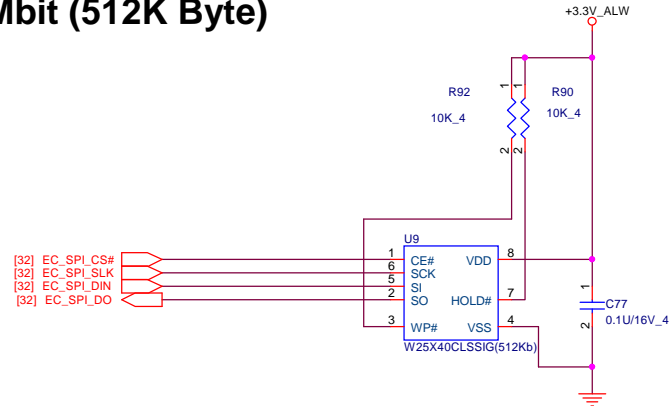 Mbit (512K Byte)
+3.3V_ALW
R92
R90
10K_4
10K_4
1
1
2
2
U9
[32] EC_SPI_CS#
1
CE#
VDD
8
[32] EC_SPI_SLK
6
SCK
[32] EC_SPI_DIN
5
SI
[32] EC_SPI_DO
2
SO
HOLD#
7
3
WP#
VSS
4
W25X40CLSSIG(512Kb)
1
C77
0.1U/16V_4
2